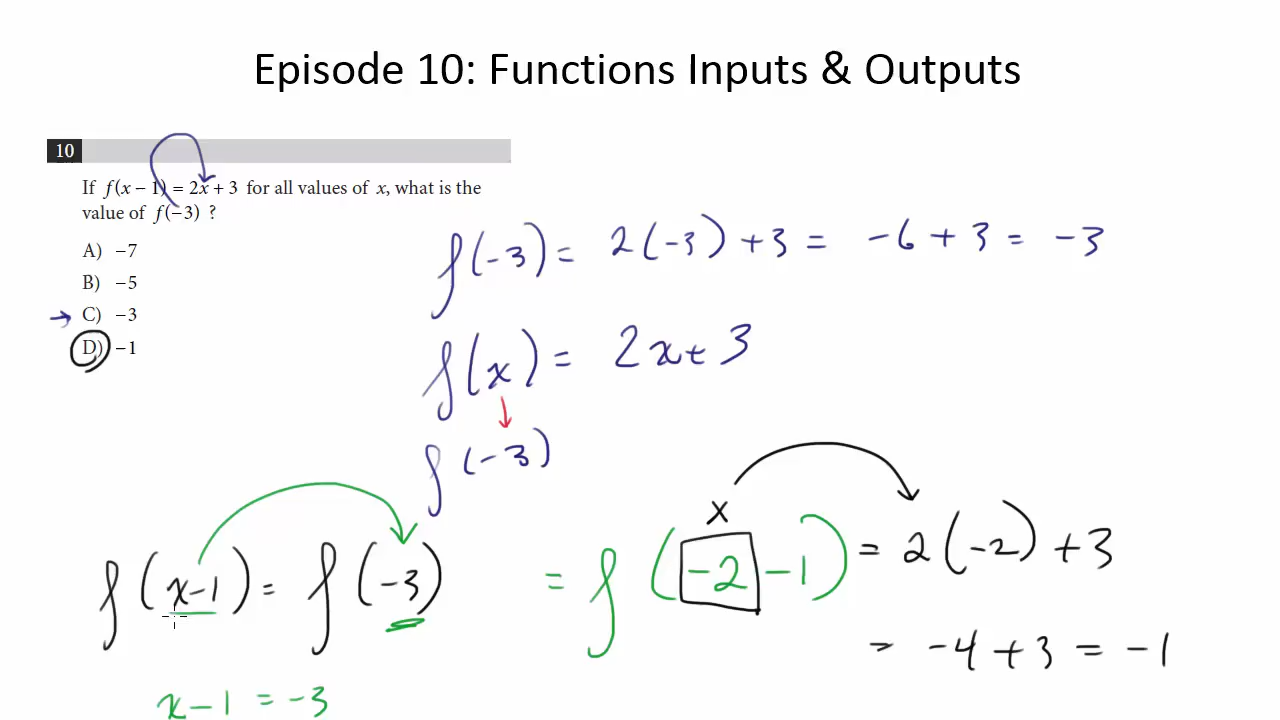 Episode 10: Functions Inputs & Outputs
10
If f(x − 1) = 2x + 3 for all values of x, what is the
value of f(−3) ?
A) −7
B) −5
C) −3
D) −1
f(-3) = 2(-3) + 3 = -6 + 3 = -3
f(x) = 2x + 3
f(-3)
x
f(x-1) = f(-3) = f(-2-1) = 2(-2) + 3
= -4 + 3 = -1
x-1 = -3